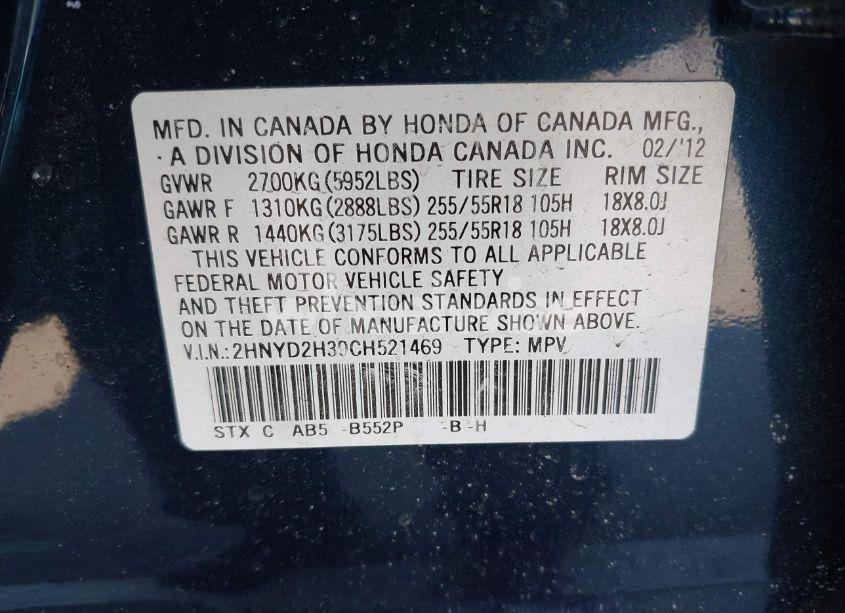 MFD. IN CANADA BY HONDA OF CANADA MFG.,
A DIVISION OF HONDA CANADA INC. 02/'12
GVWR 2700KG(5952LBS) TIRE SIZE RIM SIZE
GAWR F 1310KG(2888LBS) 255/55R18 105H 18X8.0J
GAWR R 1440KG(3175LBS) 255/55R18 105H 18X8.0J
THIS VEHICLE CONFORMS TO ALL APPLICABLE
FEDERAL MOTOR VEHICLE SAFETY
AND THEFT PREVENTION STANDARDS IN EFFECT
ON THE DATE OF MANUFACTURE SHOWN ABOVE.
V.I.N.: 2HNYD2H39CH521469 TYPE: MPV
STX C AB5 -B552P -B -H